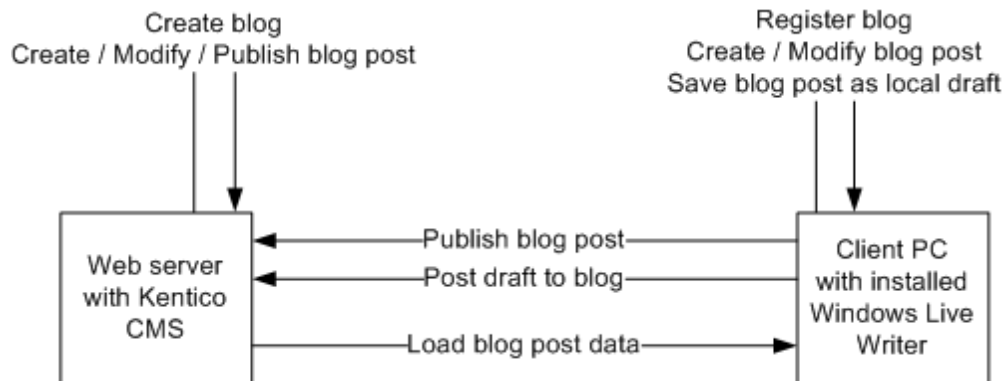 Create blog
Create / Modify / Publish blog post
Register blog
Create / Modify blog post
Save blog post as local draft
Web server
with Kentico
CMS
Publish blog post
Post draft to blog
Load blog post data
Client PC
with installed
Windows Live
Writer